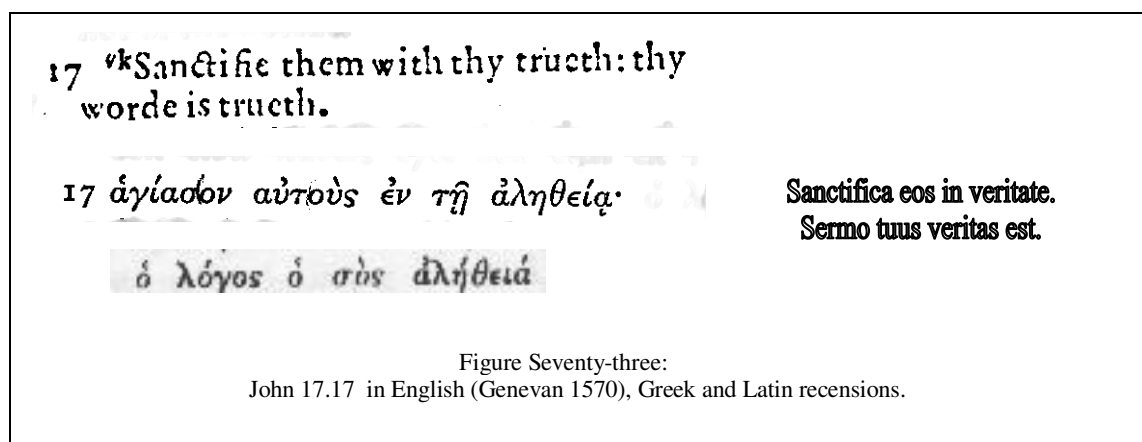 17 vkSanctifie them with thy trueth: thy
worde is trueth.
17 ἁγίασον αὐτοὺς ἐν τῇ ἀληθείᾳ·
ὁ λόγος ὁ σὸς ἀλήθειά
Sanctifica eos in veritate.
Sermo tuus veritas est.
Figure Seventy-three:
John 17.17 in English (Genevan 1570), Greek and Latin recensions.